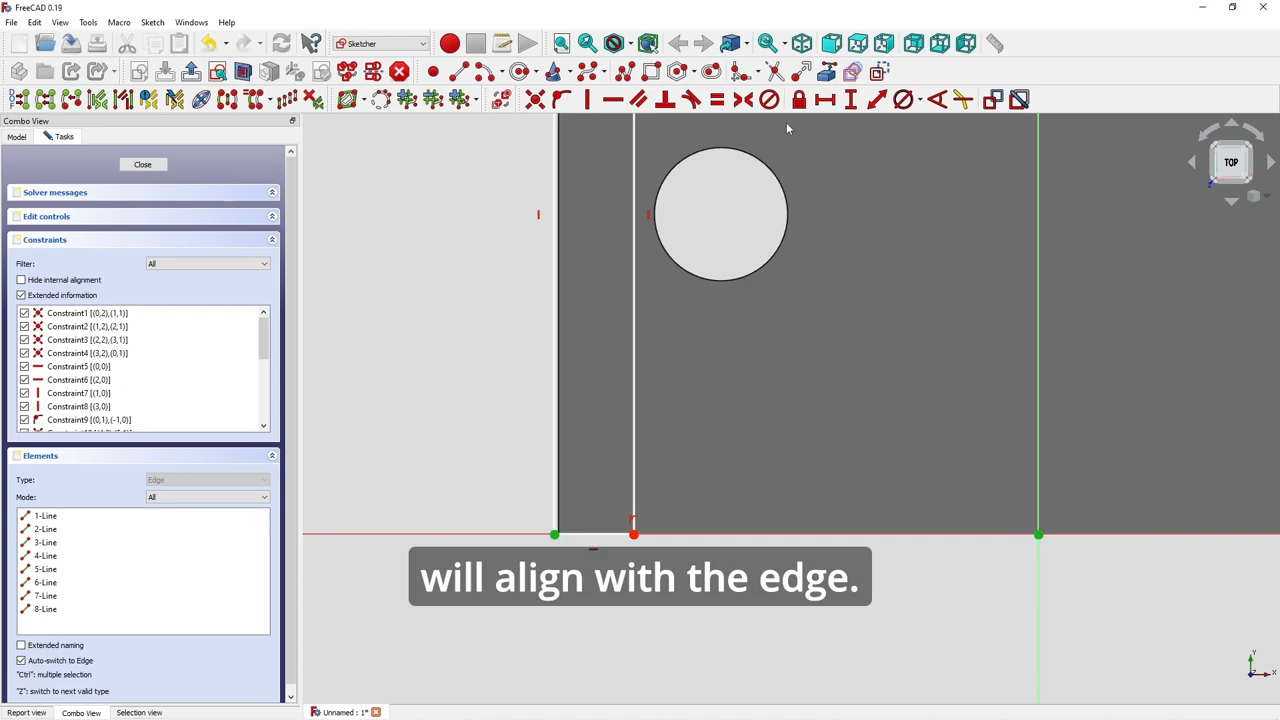 FreeCAD 0.19
File Edit View Tools Macro Sketch Windows Help
Sketcher
Combo View
Model Tasks
Close
Solver messages
Edit controls
Constraints
Filter: All
Hide internal alignment
Extended information
Constraint1 [(0,2),(1,1)]
Constraint2 [(1,2),(2,1)]
Constraint3 [(2,2),(3,1)]
Constraint4 [(3,2),(0,1)]
Constraint5 [(0,0)]
Constraint6 [(2,0)]
Constraint7 [(1,0)]
Constraint8 [(3,0)]
Constraint9 [(0,1),(-1,0)]
Elements
Type: Edge
Mode: All
1-Line
2-Line
3-Line
4-Line
5-Line
6-Line
7-Line
8-Line
Extended naming
Auto-switch to Edge
"Ctrl": multiple selection
"Z": switch to next valid type
Report view Combo View Selection view
Unnamed : 1*
TOP
will align with the edge.
Y
Z
X